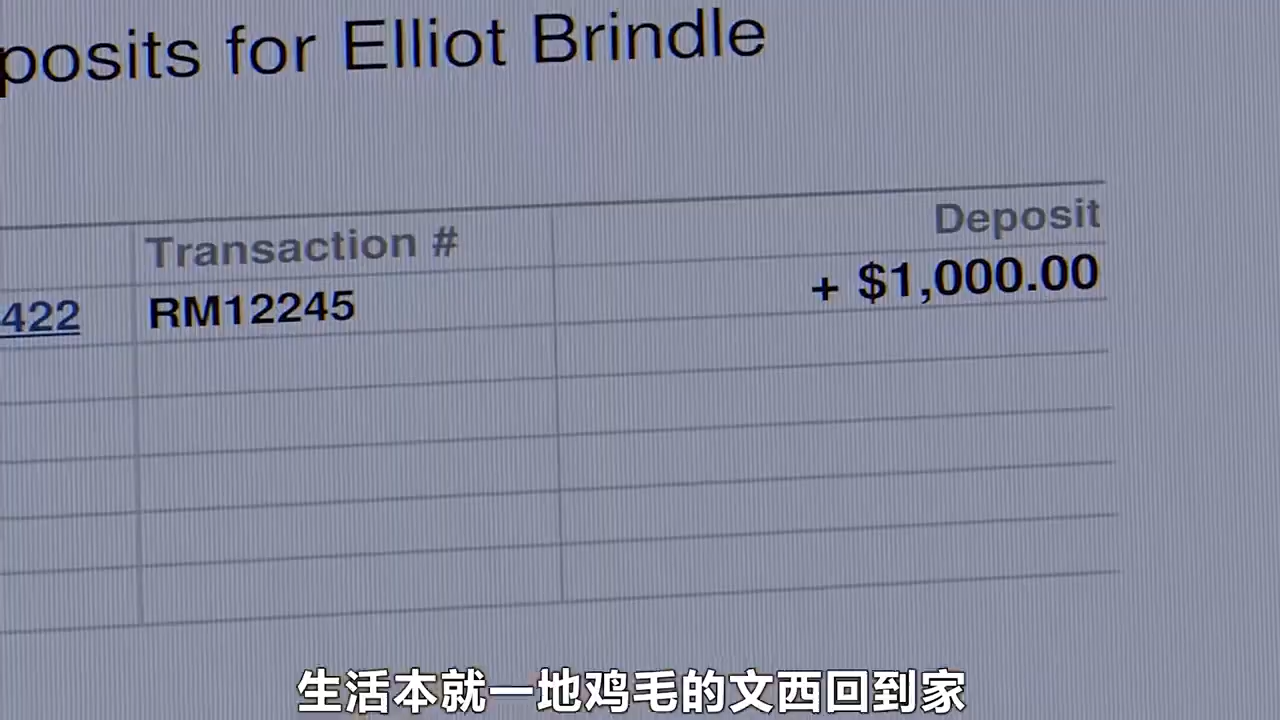 posits for Elliot Brindle
Transaction #
Deposit
422
RM12245
+ $1,000.00
生活本就一地鸡毛的文西回到家